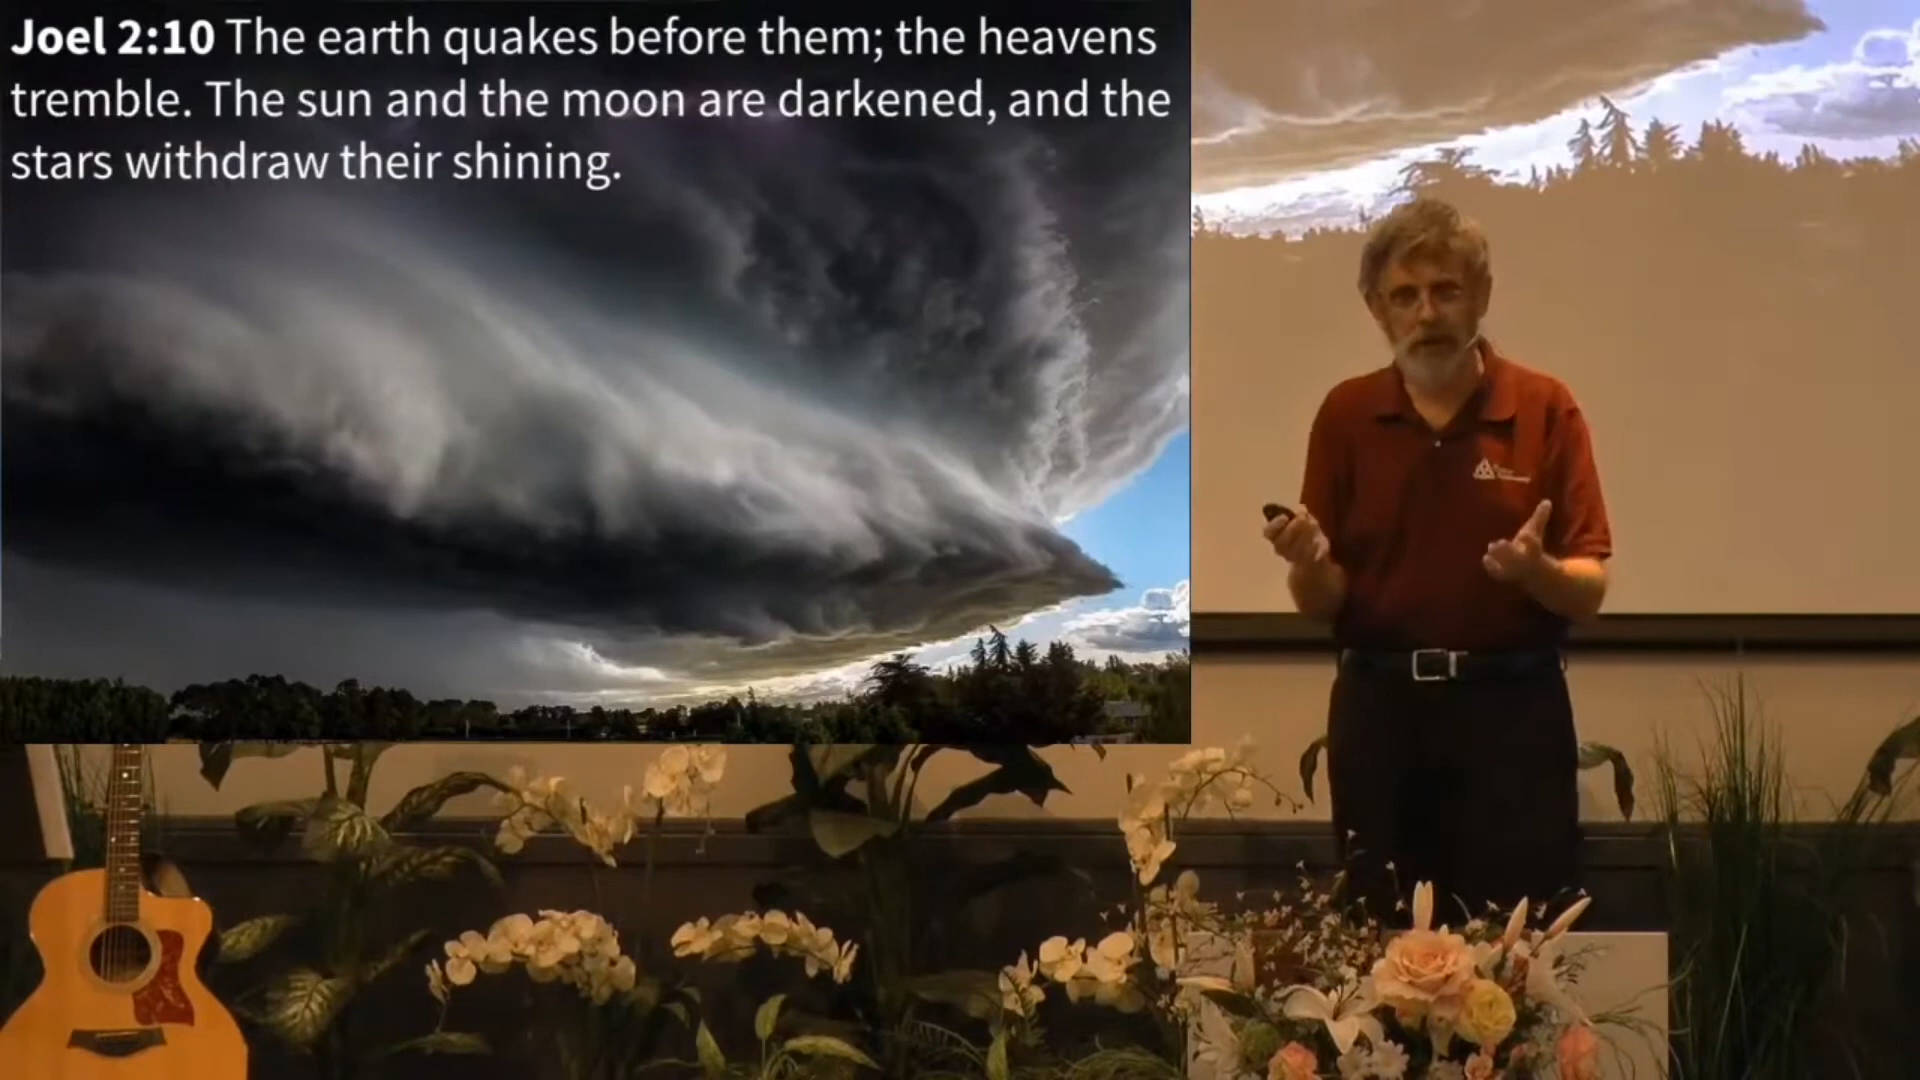 Joel 2:10 The earth quakes before them; the heavens
tremble. The sun and the moon are darkened, and the
stars withdraw their shining.